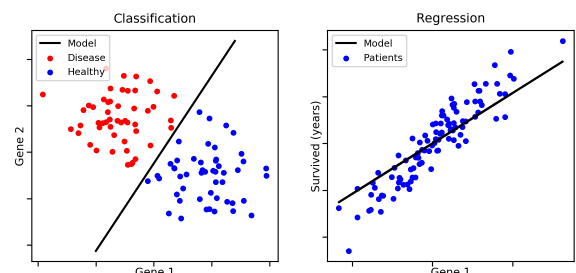 Classification
Model
Disease
Healthy
Gene 2
Gene 1
Regression
Model
Patients
Survived (years)
Gene 1